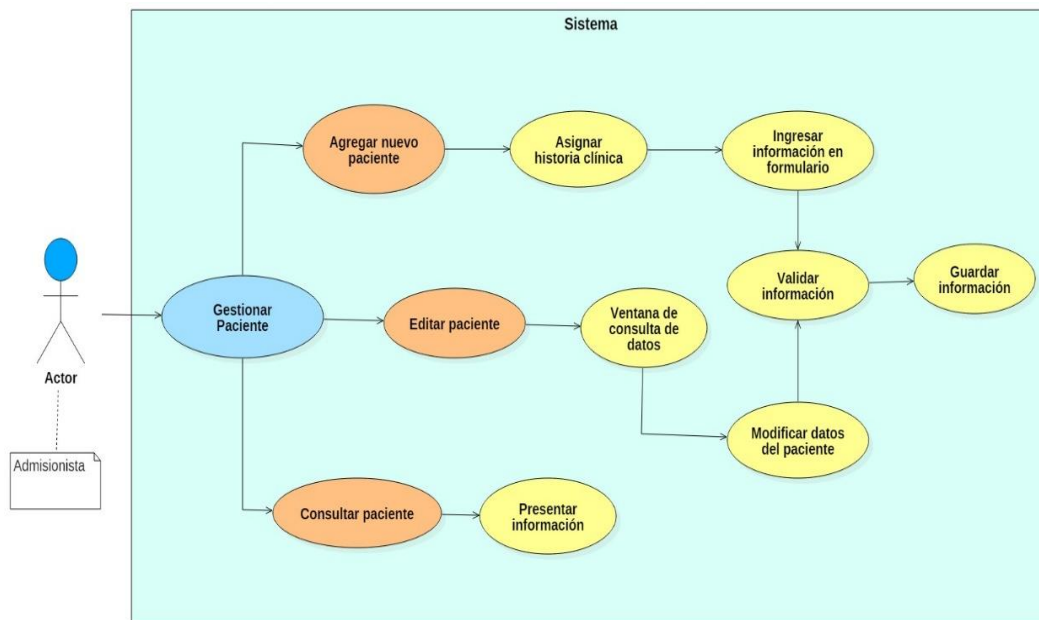 Sistema
Agregar nuevo
paciente
Asignar
historia clínica
Ingresar
información en
formulario
Gestionar
Paciente
Editar paciente
Ventana de
consulta de
datos
Validar
información
Guardar
información
Actor
Admisionista
Modificar datos
del paciente
Consultar paciente
Presentar
información